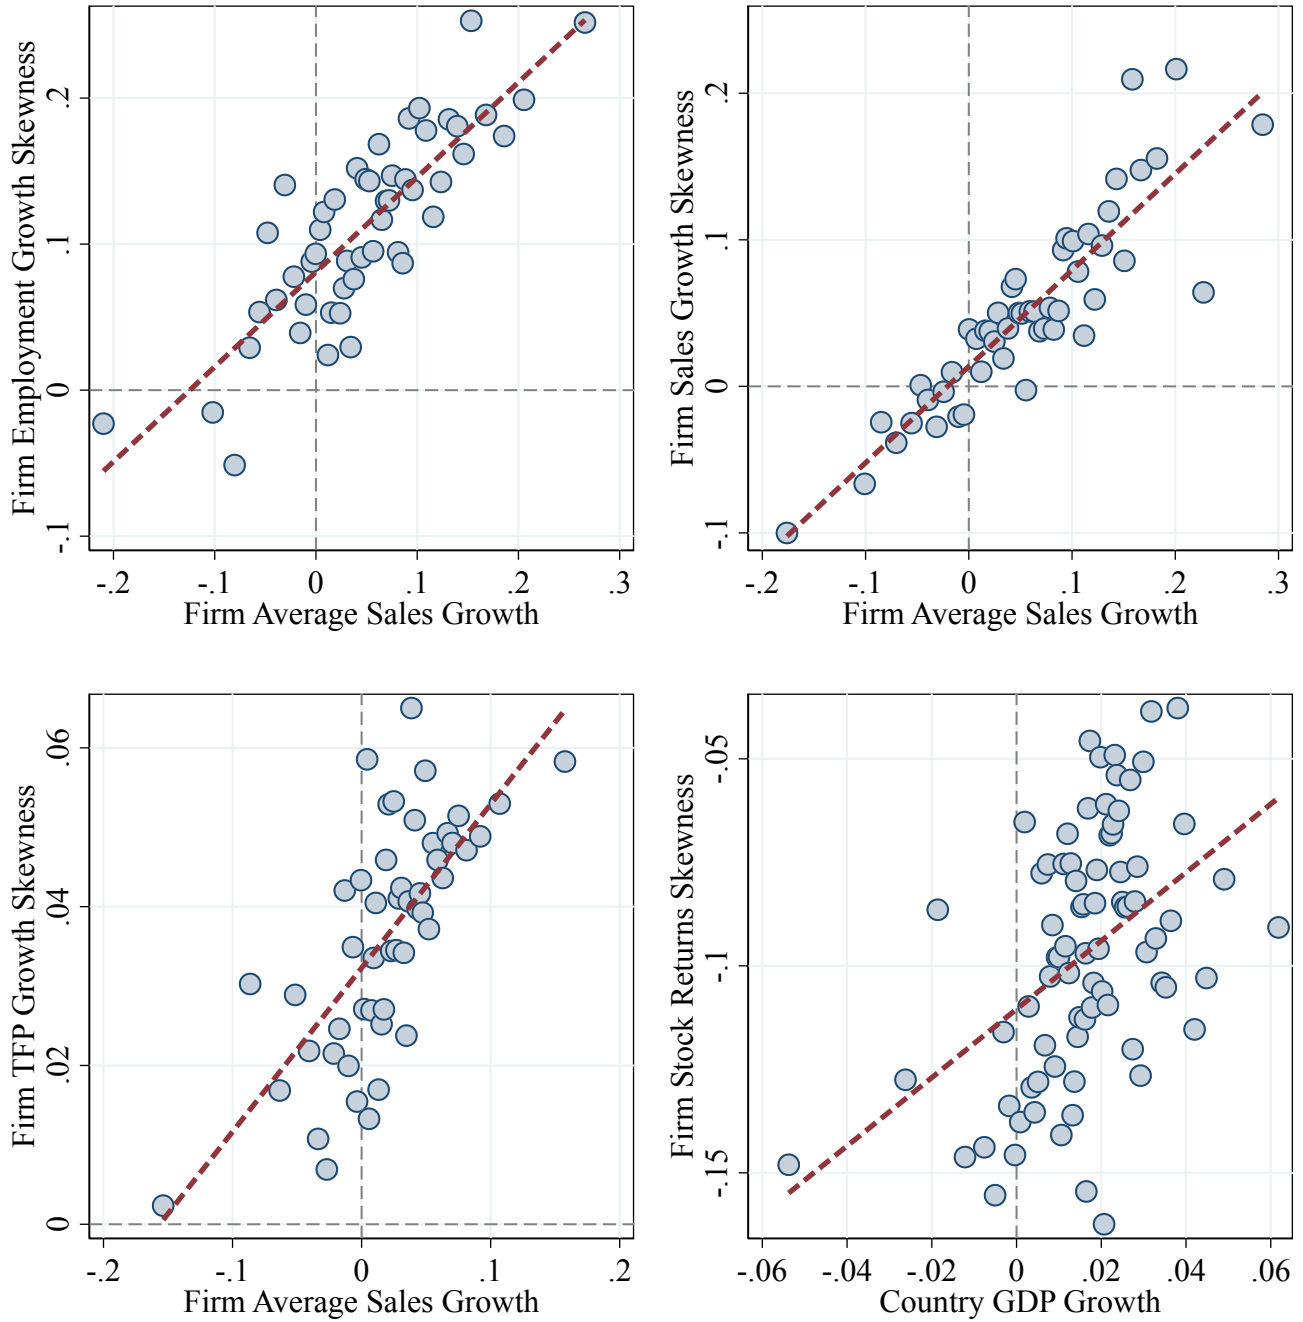 Firm Employment Growth Skewness
.2
.1
0
-.1
-.2 -.1 0 .1 .2 .3
Firm Average Sales Growth
Firm Sales Growth Skewness
.2
.1
0
-.1
-.2 -.1 0 .1 .2 .3
Firm Average Sales Growth
Firm TFP Growth Skewness
.06
.04
.02
0
-.2 -.1 0 .1 .2
Firm Average Sales Growth
Firm Stock Returns Skewness
-.05
-.1
-.15
-.06 -.04 -.02 0 .02 .04 .06
Country GDP Growth